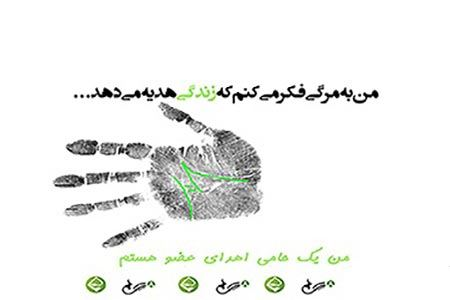 من به مرگی فکر می کنم که زندگی هدیه می دهد...
من یک حامی اهدای عضو هستم